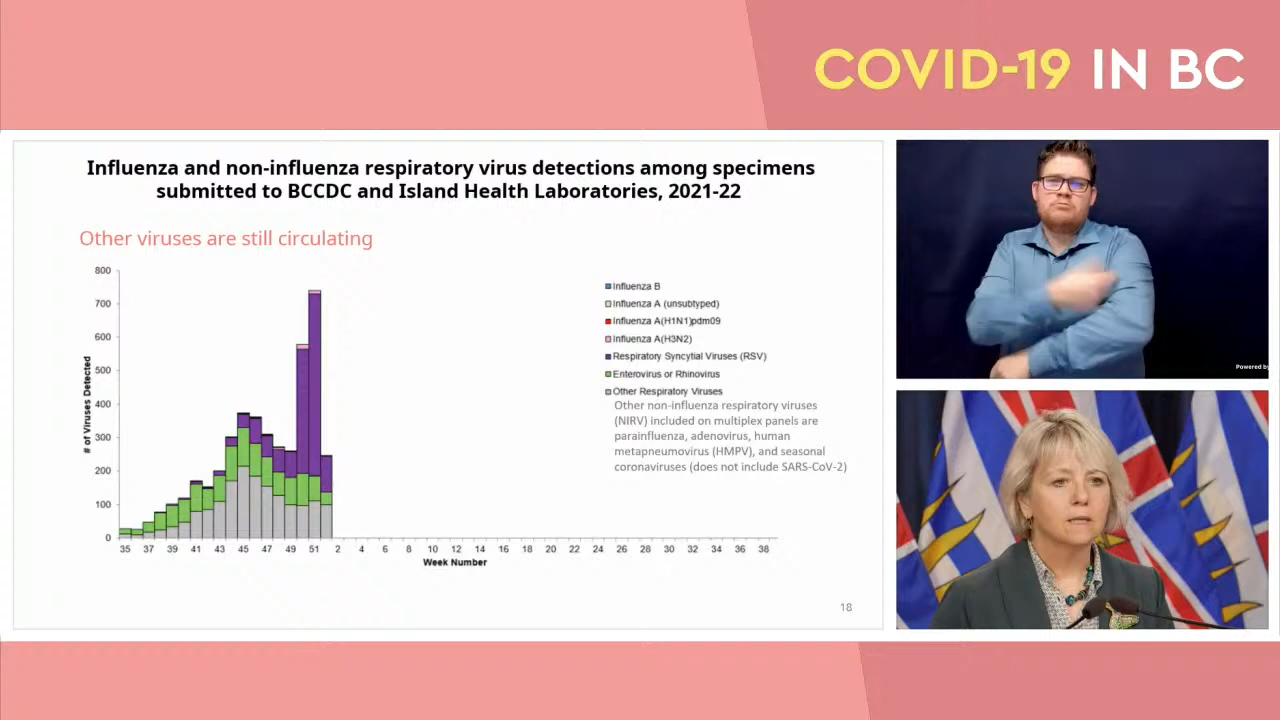 COVID-19 IN BC
Influenza and non-influenza respiratory virus detections among specimens
submitted to BCCDC and Island Health Laboratories, 2021-22
Other viruses are still circulating
# of Viruses Detected
800
700
600
500
400
300
200
100
0
35 37 39 41 43 45 47 49 51 2 4 6 8 10 12 14 16 18 20 22 24 26 28 30 32 34 36 38
Week Number
Influenza B
Influenza A (unsubtyped)
Influenza A(H1N1)pdm09
Influenza A(H3N2)
Respiratory Syncytial Viruses (RSV)
Enterovirus or Rhinovirus
Other Respiratory Viruses
Other non-influenza respiratory viruses
(NIRV) included on multiplex panels are
parainfluenza, adenovirus, human
metapneumovirus (HMPV), and seasonal
coronaviruses (does not include SARS-CoV-2)
18
Powered by